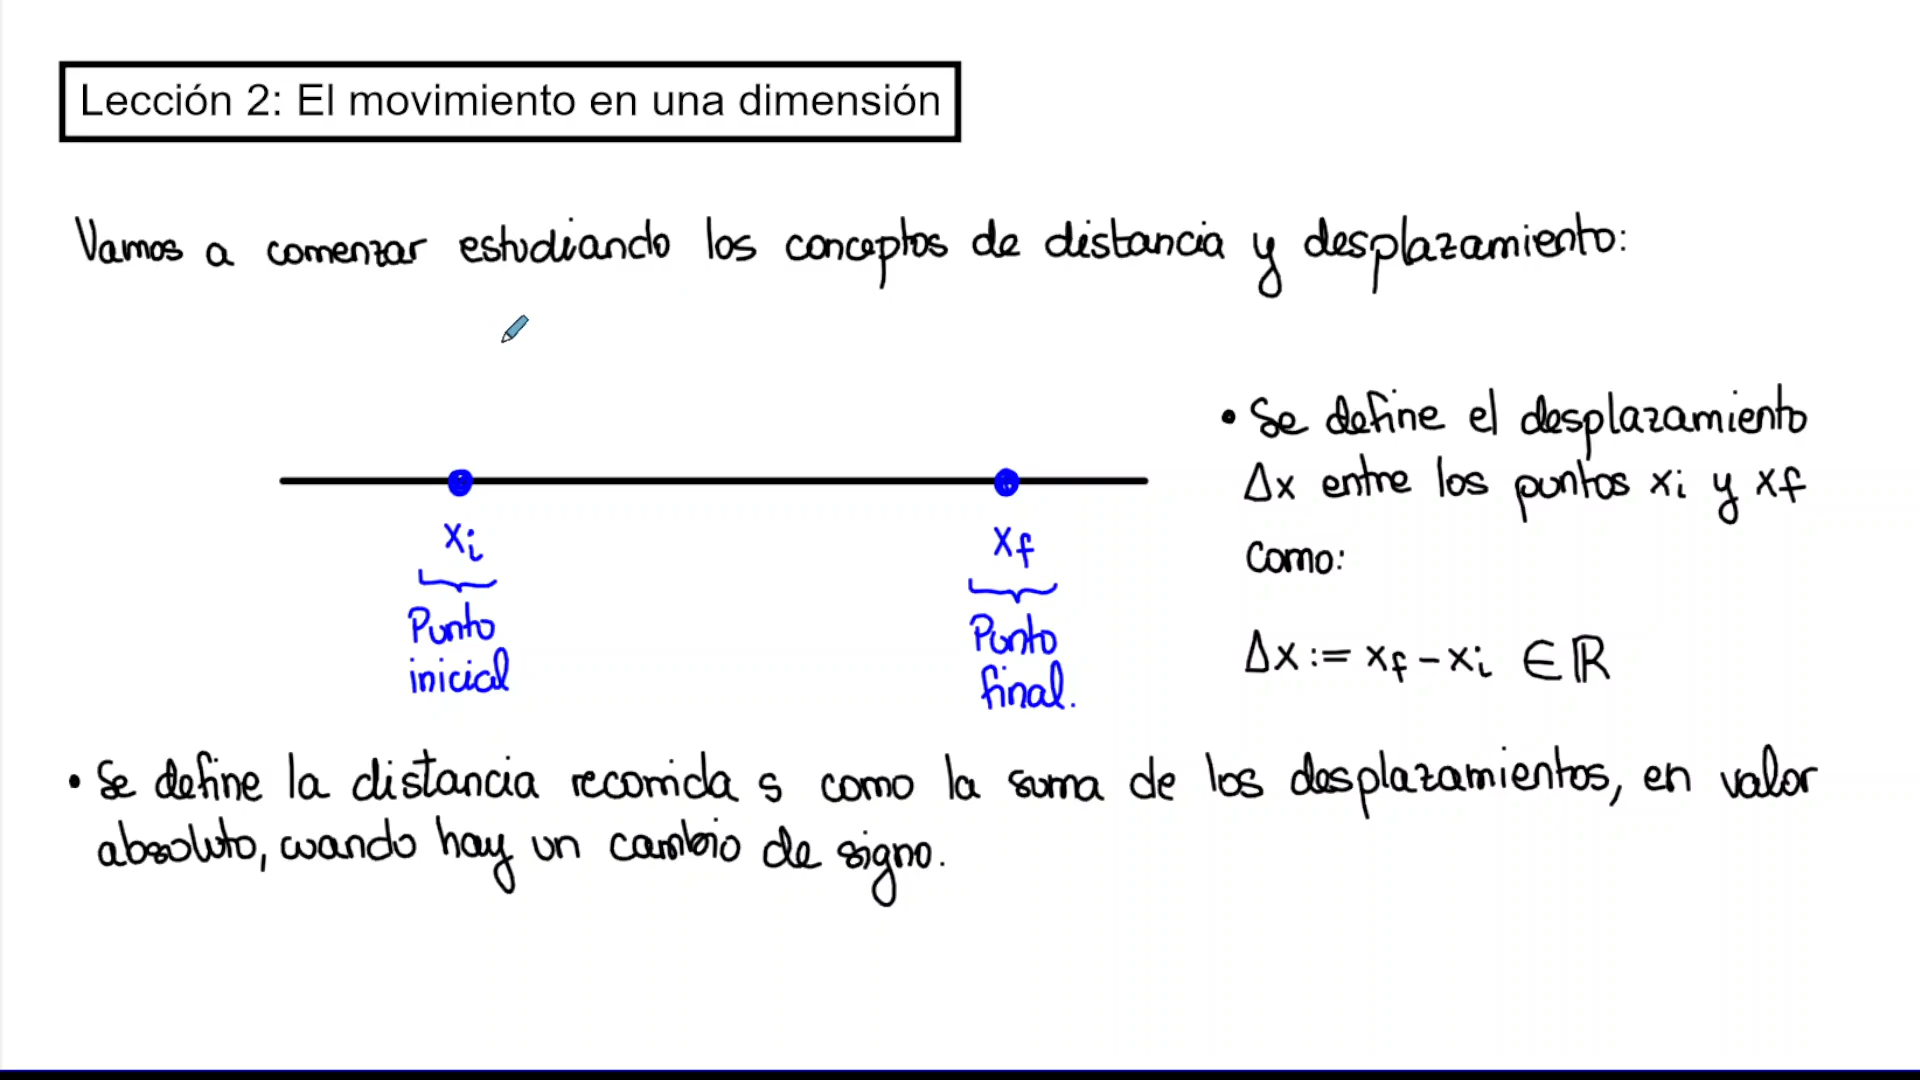 Lección 2: El movimiento en una dimensión
Vamos a comenzar estudiando los conceptos de distancia y desplazamiento:
• Se define el desplazamiento
Δx entre los puntos xi y xf
como:
Δx := xf - xi ∈ ℝ
xi
Punto
inicial
xf
Punto
final.
• Se define la distancia recorrida s como la suma de los desplazamientos, en valor
absoluto, cuando hay un cambio de signo.